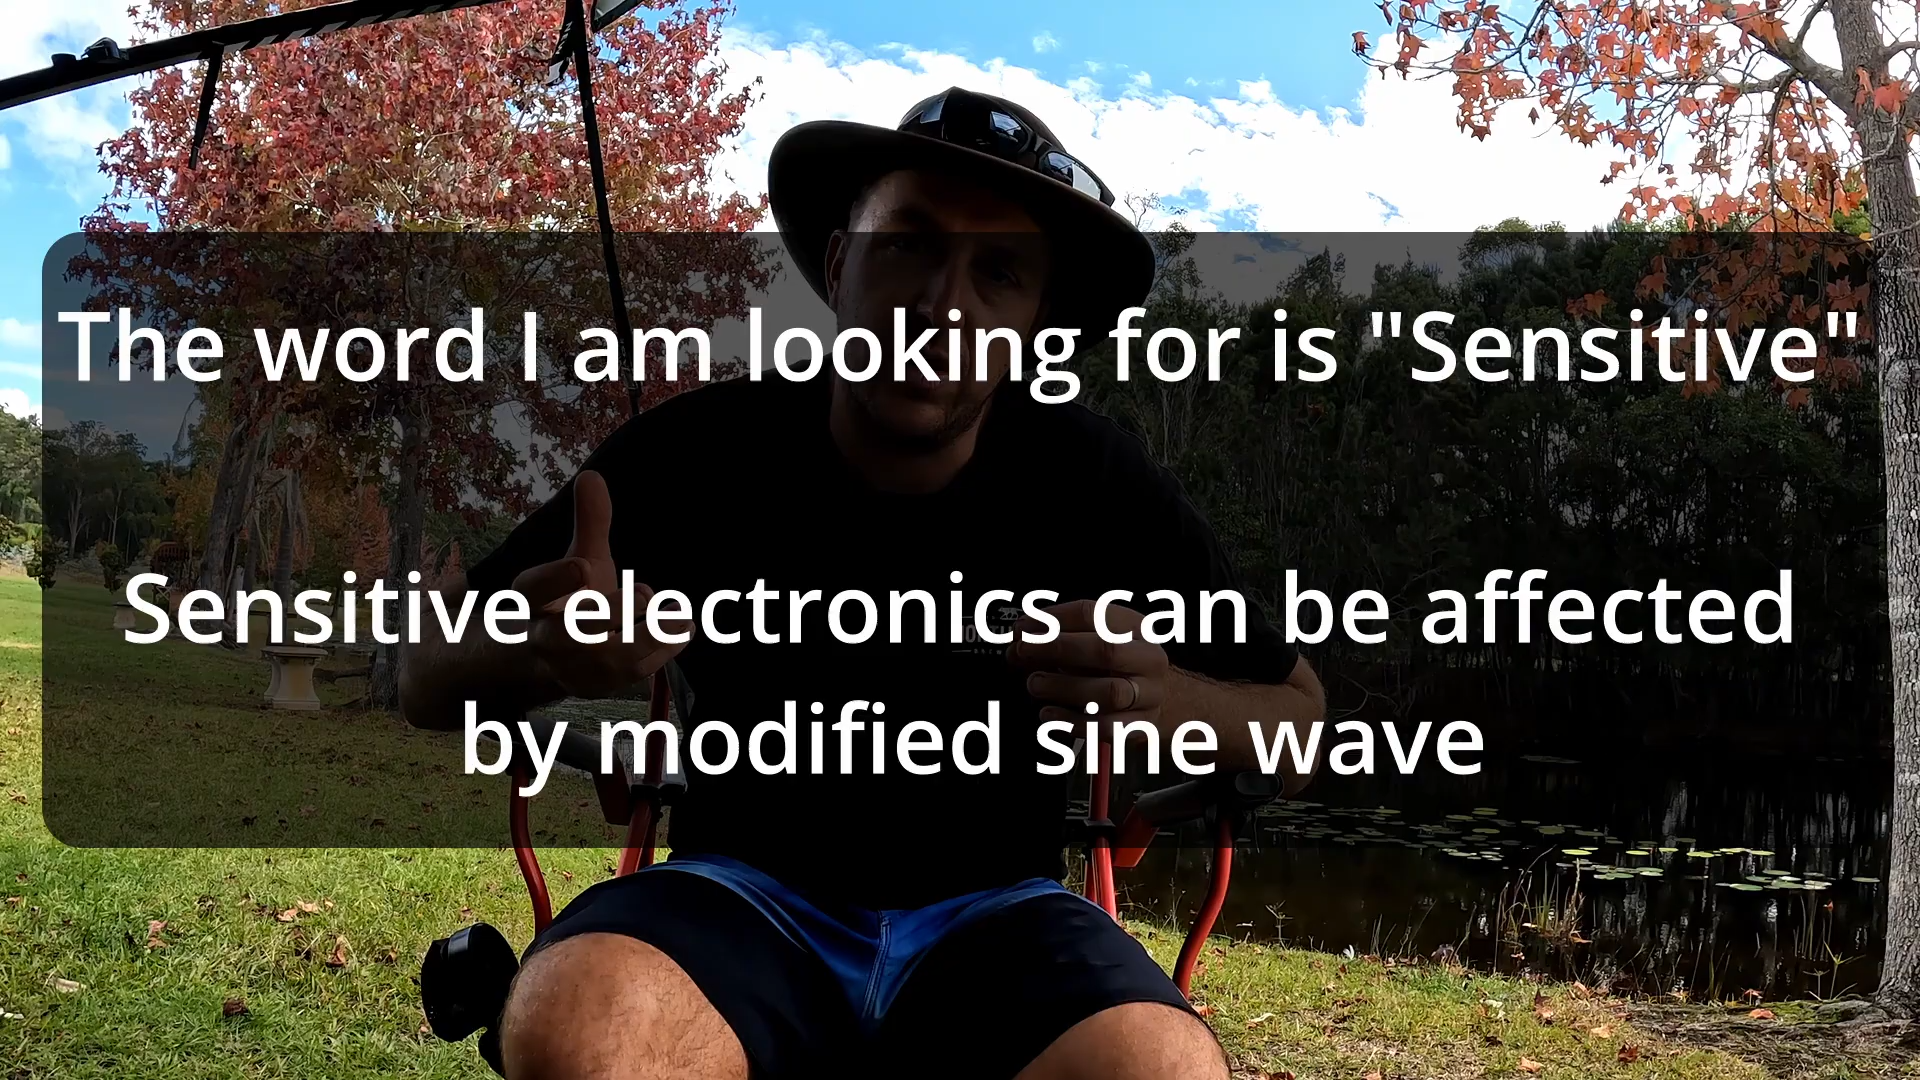 The word I am looking for is "Sensitive"
Sensitive electronics can be affected
by modified sine wave